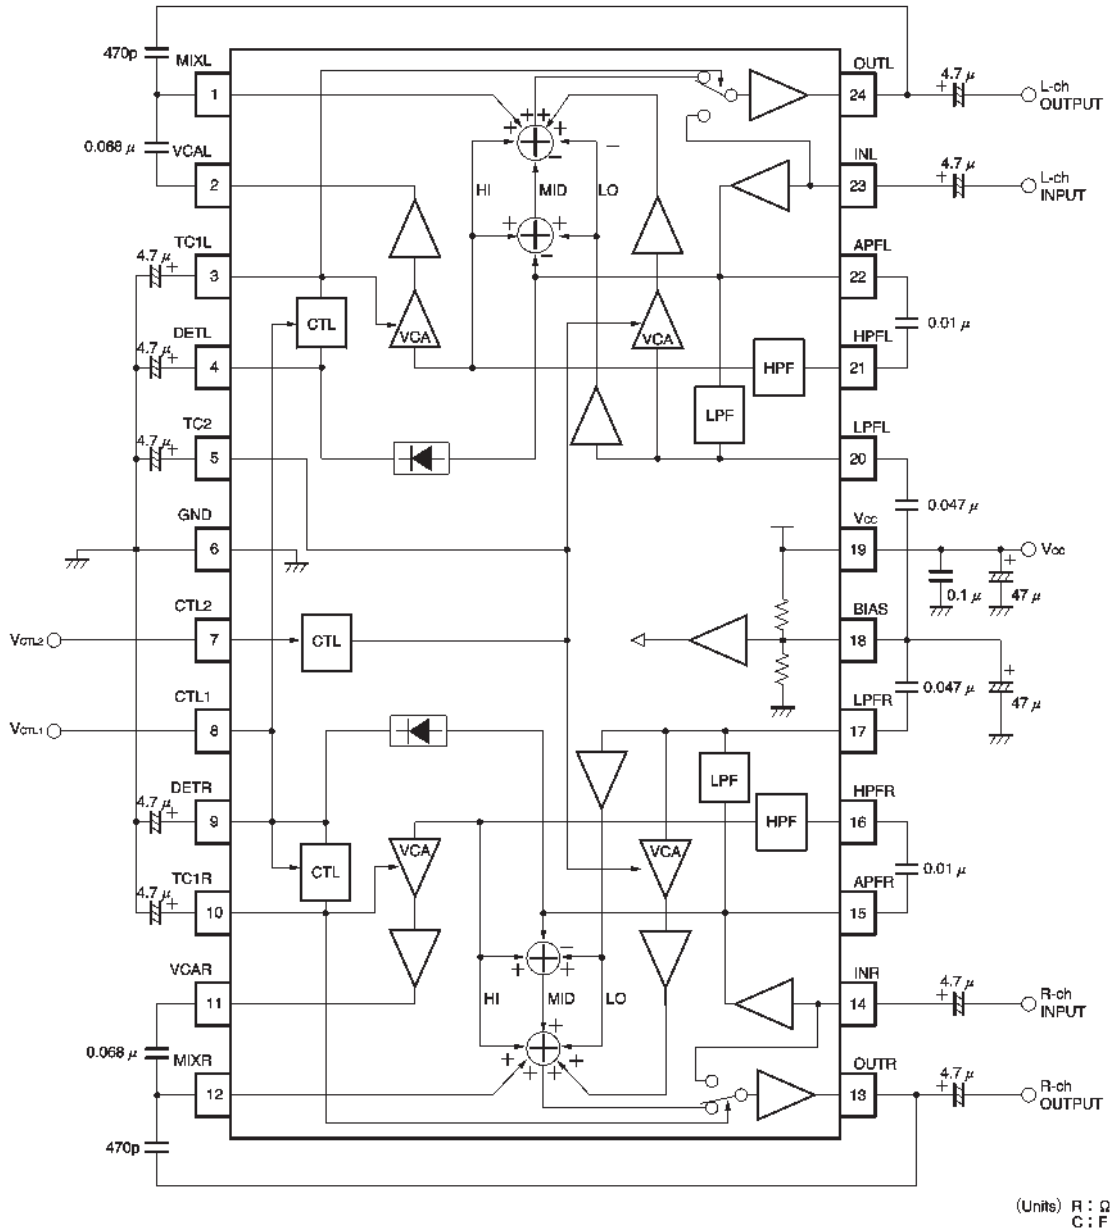 470p
MIXL
1
0.068 μ
VCAL
2
TC1L
4.7 μ
+
3
DETL
4.7 μ
+
4
TC2
4.7 μ
+
5
GND
6
CTL2
VCTL2
7
CTL1
VCTL1
8
DETR
4.7 μ
+
9
TC1R
4.7 μ
+
10
VCAR
11
0.068 μ
MIXR
12
470p
CTL
VCA
HI
MID
LO
+ + + + + + −
−
+ +
−
VCA
HPF
LPF
CTL
LPF
HPF
VCA
VCA
CTL
−
+ +
HI
MID
LO
+
+ + + +
OUTL
24
4.7 μ
+
L-ch
OUTPUT
INL
23
4.7 μ
+
L-ch
INPUT
APFL
22
0.01 μ
HPFL
21
LPFL
20
0.047 μ
Vcc
19
Vcc
0.1 μ
+
47 μ
BIAS
18
0.047 μ
+
47 μ
LPFR
17
HPFR
16
0.01 μ
APFR
15
INR
14
4.7 μ
+
R-ch
INPUT
OUTR
13
4.7 μ
+
R-ch
OUTPUT
(Units) R : Ω
C : F